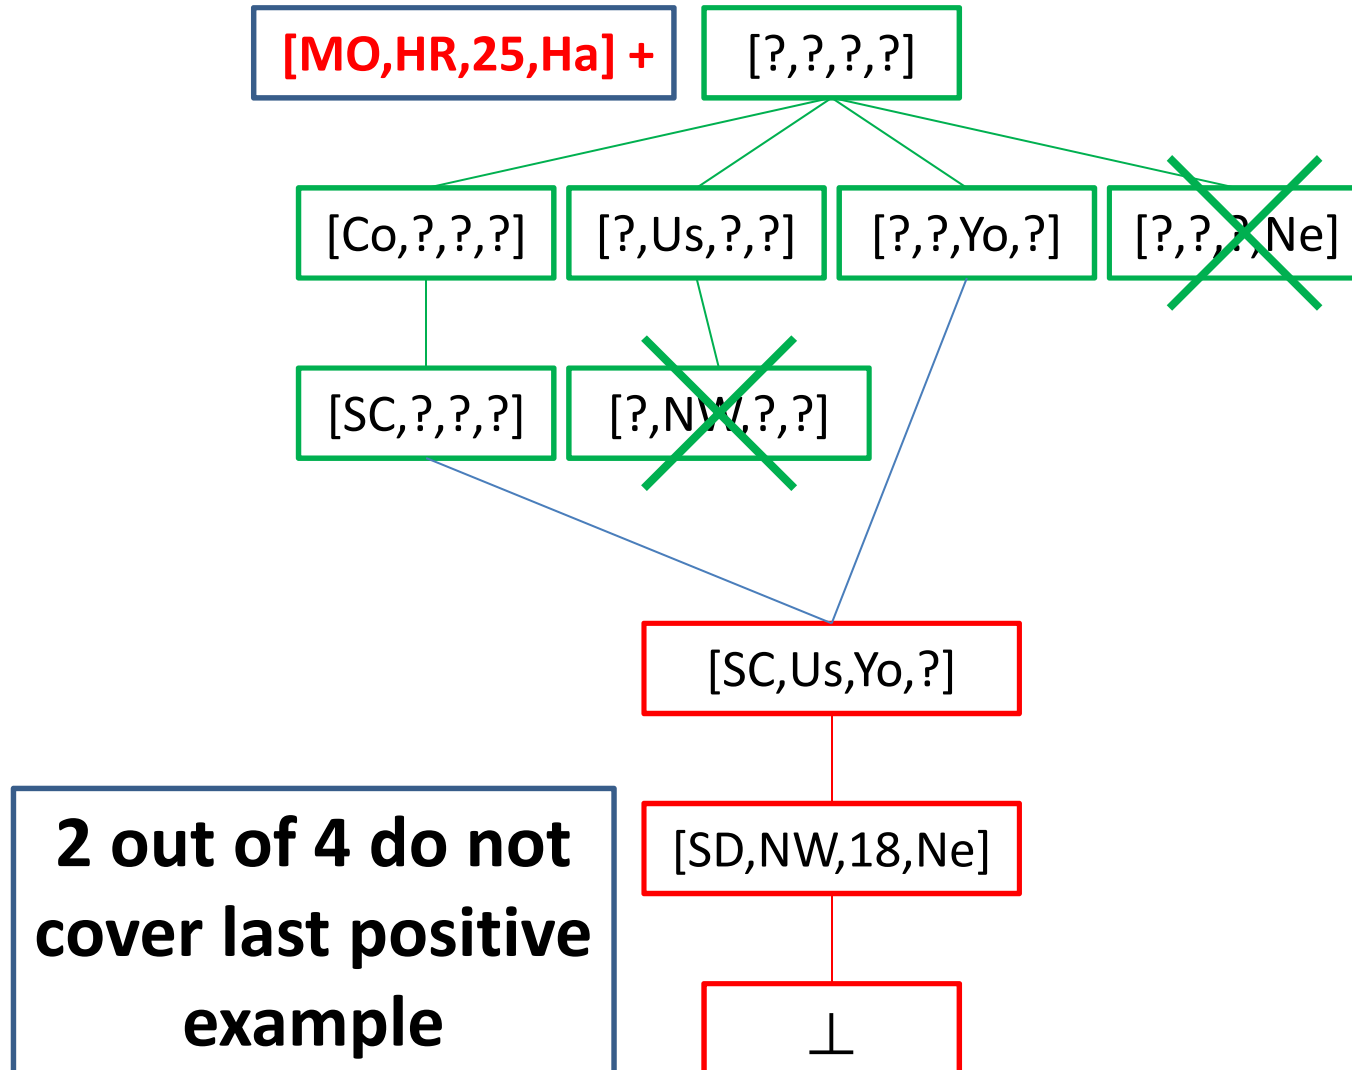 [MO,HR,25,Ha] +
[?,?,?,?]
[Co,?,?,?]
[?,Us,?,?]
[?,?,Yo,?]
[?,?,?,Ne]
[SC,?,?,?]
[?,NW,?,?]
[SC,Us,Yo,?]
[SD,NW,18,Ne]
⊥
2 out of 4 do not
cover last positive
example